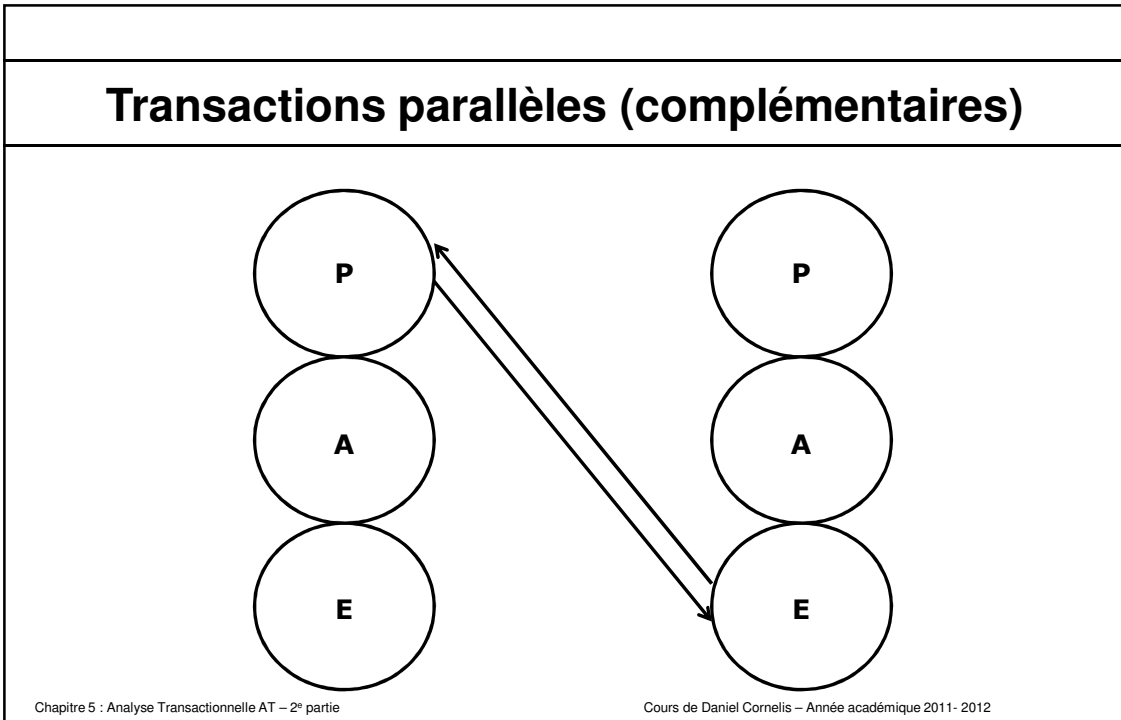 Transactions parallèles (complémentaires)
P
P
A
A
E
E
Chapitre 5 : Analyse Transactionnelle AT – 2e partie
Cours de Daniel Cornelis – Année académique 2011- 2012